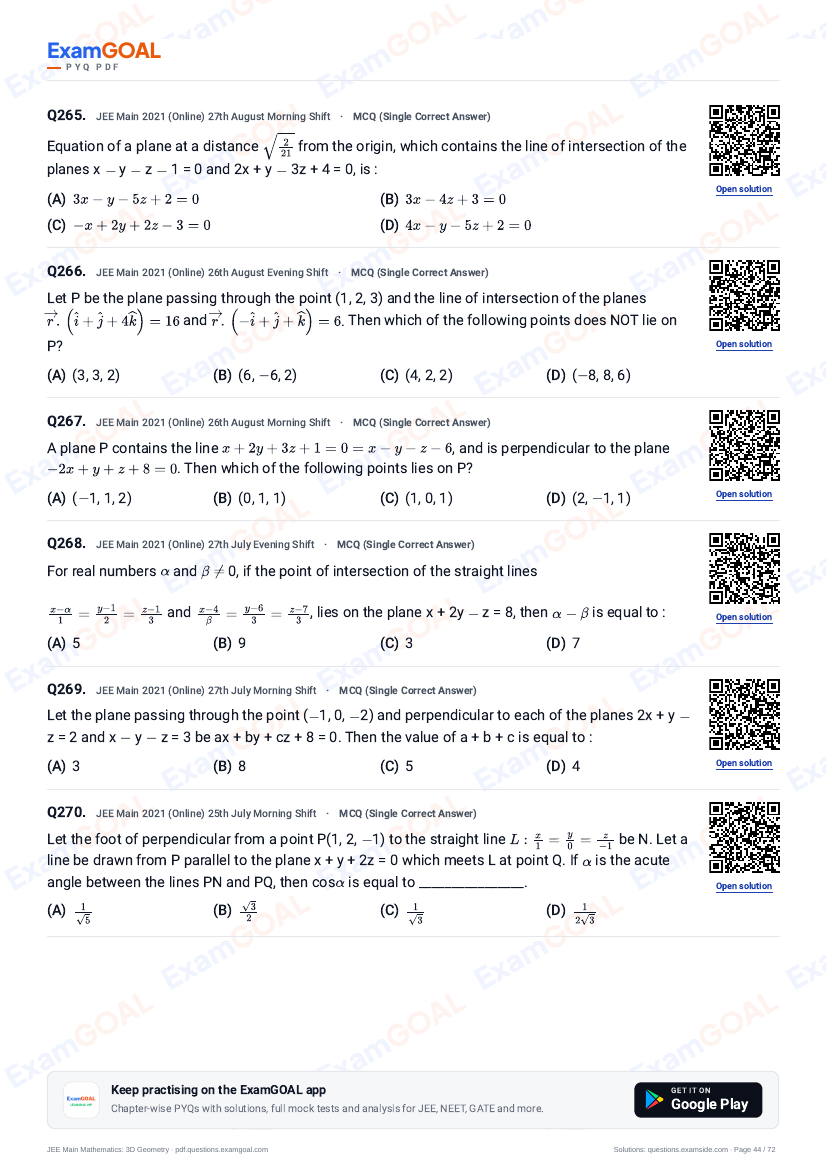 ExamGOAL
PYQ PDF
Q265. JEE Main 2021 (Online) 27th August Morning Shift · MCQ (Single Correct Answer)
Equation of a plane at a distance √(2/21) from the origin, which contains the line of intersection of the
planes x − y − z − 1 = 0 and 2x + y − 3z + 4 = 0, is :
Open solution
(A) 3x − y − 5z + 2 = 0 (B) 3x − 4z + 3 = 0
(C) −x + 2y + 2z − 3 = 0 (D) 4x − y − 5z + 2 = 0
Q266. JEE Main 2021 (Online) 26th August Evening Shift · MCQ (Single Correct Answer)
Let P be the plane passing through the point (1, 2, 3) and the line of intersection of the planes
r⃗. (î + ĵ + 4k̂) = 16 and r⃗. (−î + ĵ + k̂) = 6. Then which of the following points does NOT lie on
P?
Open solution
(A) (3, 3, 2) (B) (6, −6, 2) (C) (4, 2, 2) (D) (−8, 8, 6)
Q267. JEE Main 2021 (Online) 26th August Morning Shift · MCQ (Single Correct Answer)
A plane P contains the line x + 2y + 3z + 1 = 0 = x − y − z − 6, and is perpendicular to the plane
−2x + y + z + 8 = 0. Then which of the following points lies on P?
Open solution
(A) (−1, 1, 2) (B) (0, 1, 1) (C) (1, 0, 1) (D) (2, −1, 1)
Q268. JEE Main 2021 (Online) 27th July Evening Shift · MCQ (Single Correct Answer)
For real numbers α and β ≠ 0, if the point of intersection of the straight lines
(x−α)/1 = (y−1)/2 = (z−1)/3 and (x−4)/β = (y−6)/3 = (z−7)/3, lies on the plane x + 2y − z = 8, then α − β is equal to :
Open solution
(A) 5 (B) 9 (C) 3 (D) 7
Q269. JEE Main 2021 (Online) 27th July Morning Shift · MCQ (Single Correct Answer)
Let the plane passing through the point (−1, 0, −2) and perpendicular to each of the planes 2x + y −
z = 2 and x − y − z = 3 be ax + by + cz + 8 = 0. Then the value of a + b + c is equal to :
Open solution
(A) 3 (B) 8 (C) 5 (D) 4
Q270. JEE Main 2021 (Online) 25th July Morning Shift · MCQ (Single Correct Answer)
Let the foot of perpendicular from a point P(1, 2, −1) to the straight line L : x/1 = y/0 = z/−1 be N. Let a
line be drawn from P parallel to the plane x + y + 2z = 0 which meets L at point Q. If α is the acute
angle between the lines PN and PQ, then cosα is equal to ________________.
Open solution
(A) 1/√5 (B) √3/2 (C) 1/√3 (D) 1/(2√3)
ExamGOAL
Keep practising on the ExamGOAL app
Chapter-wise PYQs with solutions, full mock tests and analysis for JEE, NEET, GATE and more.
GET IT ON
Google Play
JEE Main Mathematics: 3D Geometry · pdf.questions.examgoal.com Solutions: questions.examside.com · Page 44 / 72